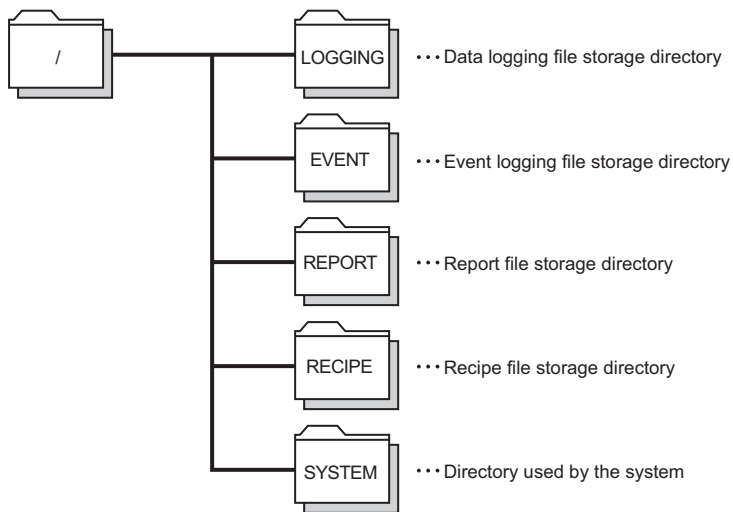 /
LOGGING ···Data logging file storage directory
EVENT ···Event logging file storage directory
REPORT ···Report file storage directory
RECIPE ···Recipe file storage directory
SYSTEM ···Directory used by the system